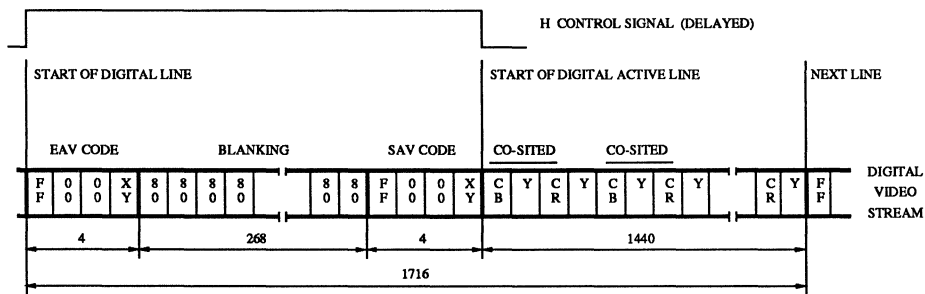 H CONTROL SIGNAL (DELAYED)
START OF DIGITAL LINE
START OF DIGITAL ACTIVE LINE
NEXT LINE
EAV CODE
BLANKING
SAV CODE
CO-SITED
CO-SITED
F 0 0 X 8 8 8 8 8 8 F 0 0 X C Y C Y C Y C Y C Y F
F 0 0 Y 0 0 0 0 0 0 F 0 0 Y B R B R R F
DIGITAL
VIDEO
STREAM
4
268
4
1440
1716